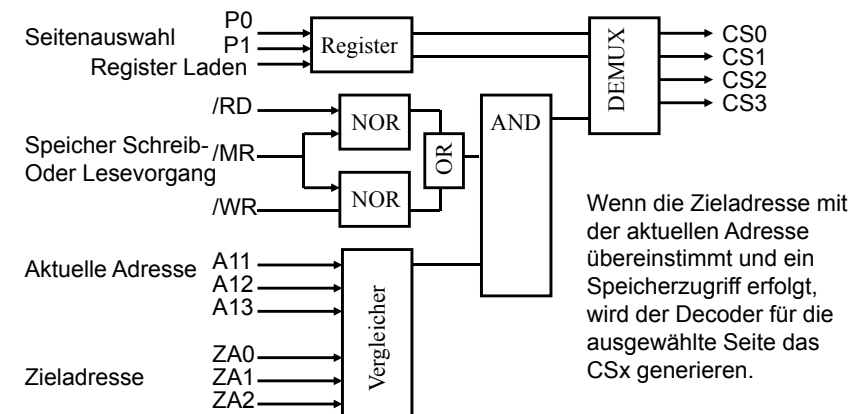 Seitenauswahl
P0
P1
Register Laden
Register
DEMUX
CS0
CS1
CS2
CS3
/RD
Speicher Schreib-
Oder Lesevorgang
/MR
/WR
NOR
NOR
OR
AND
Aktuelle Adresse
A11
A12
A13
Zieladresse
ZA0
ZA1
ZA2
Vergleicher
Wenn die Zieladresse mit
der aktuellen Adresse
übereinstimmt und ein
Speicherzugriff erfolgt,
wird der Decoder für die
ausgewählte Seite das
CSx generieren.